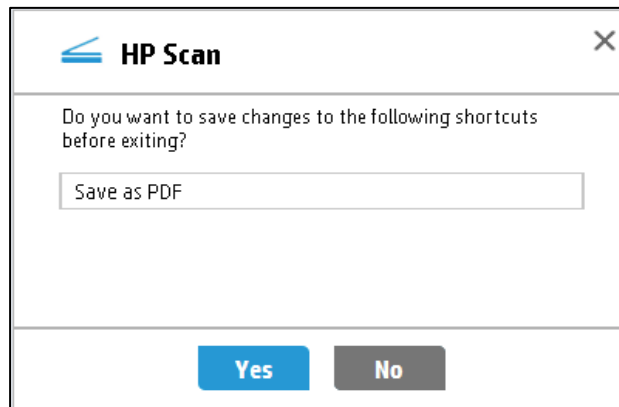 HP Scan
Do you want to save changes to the following shortcuts
before exiting?
Save as PDF
Yes
No